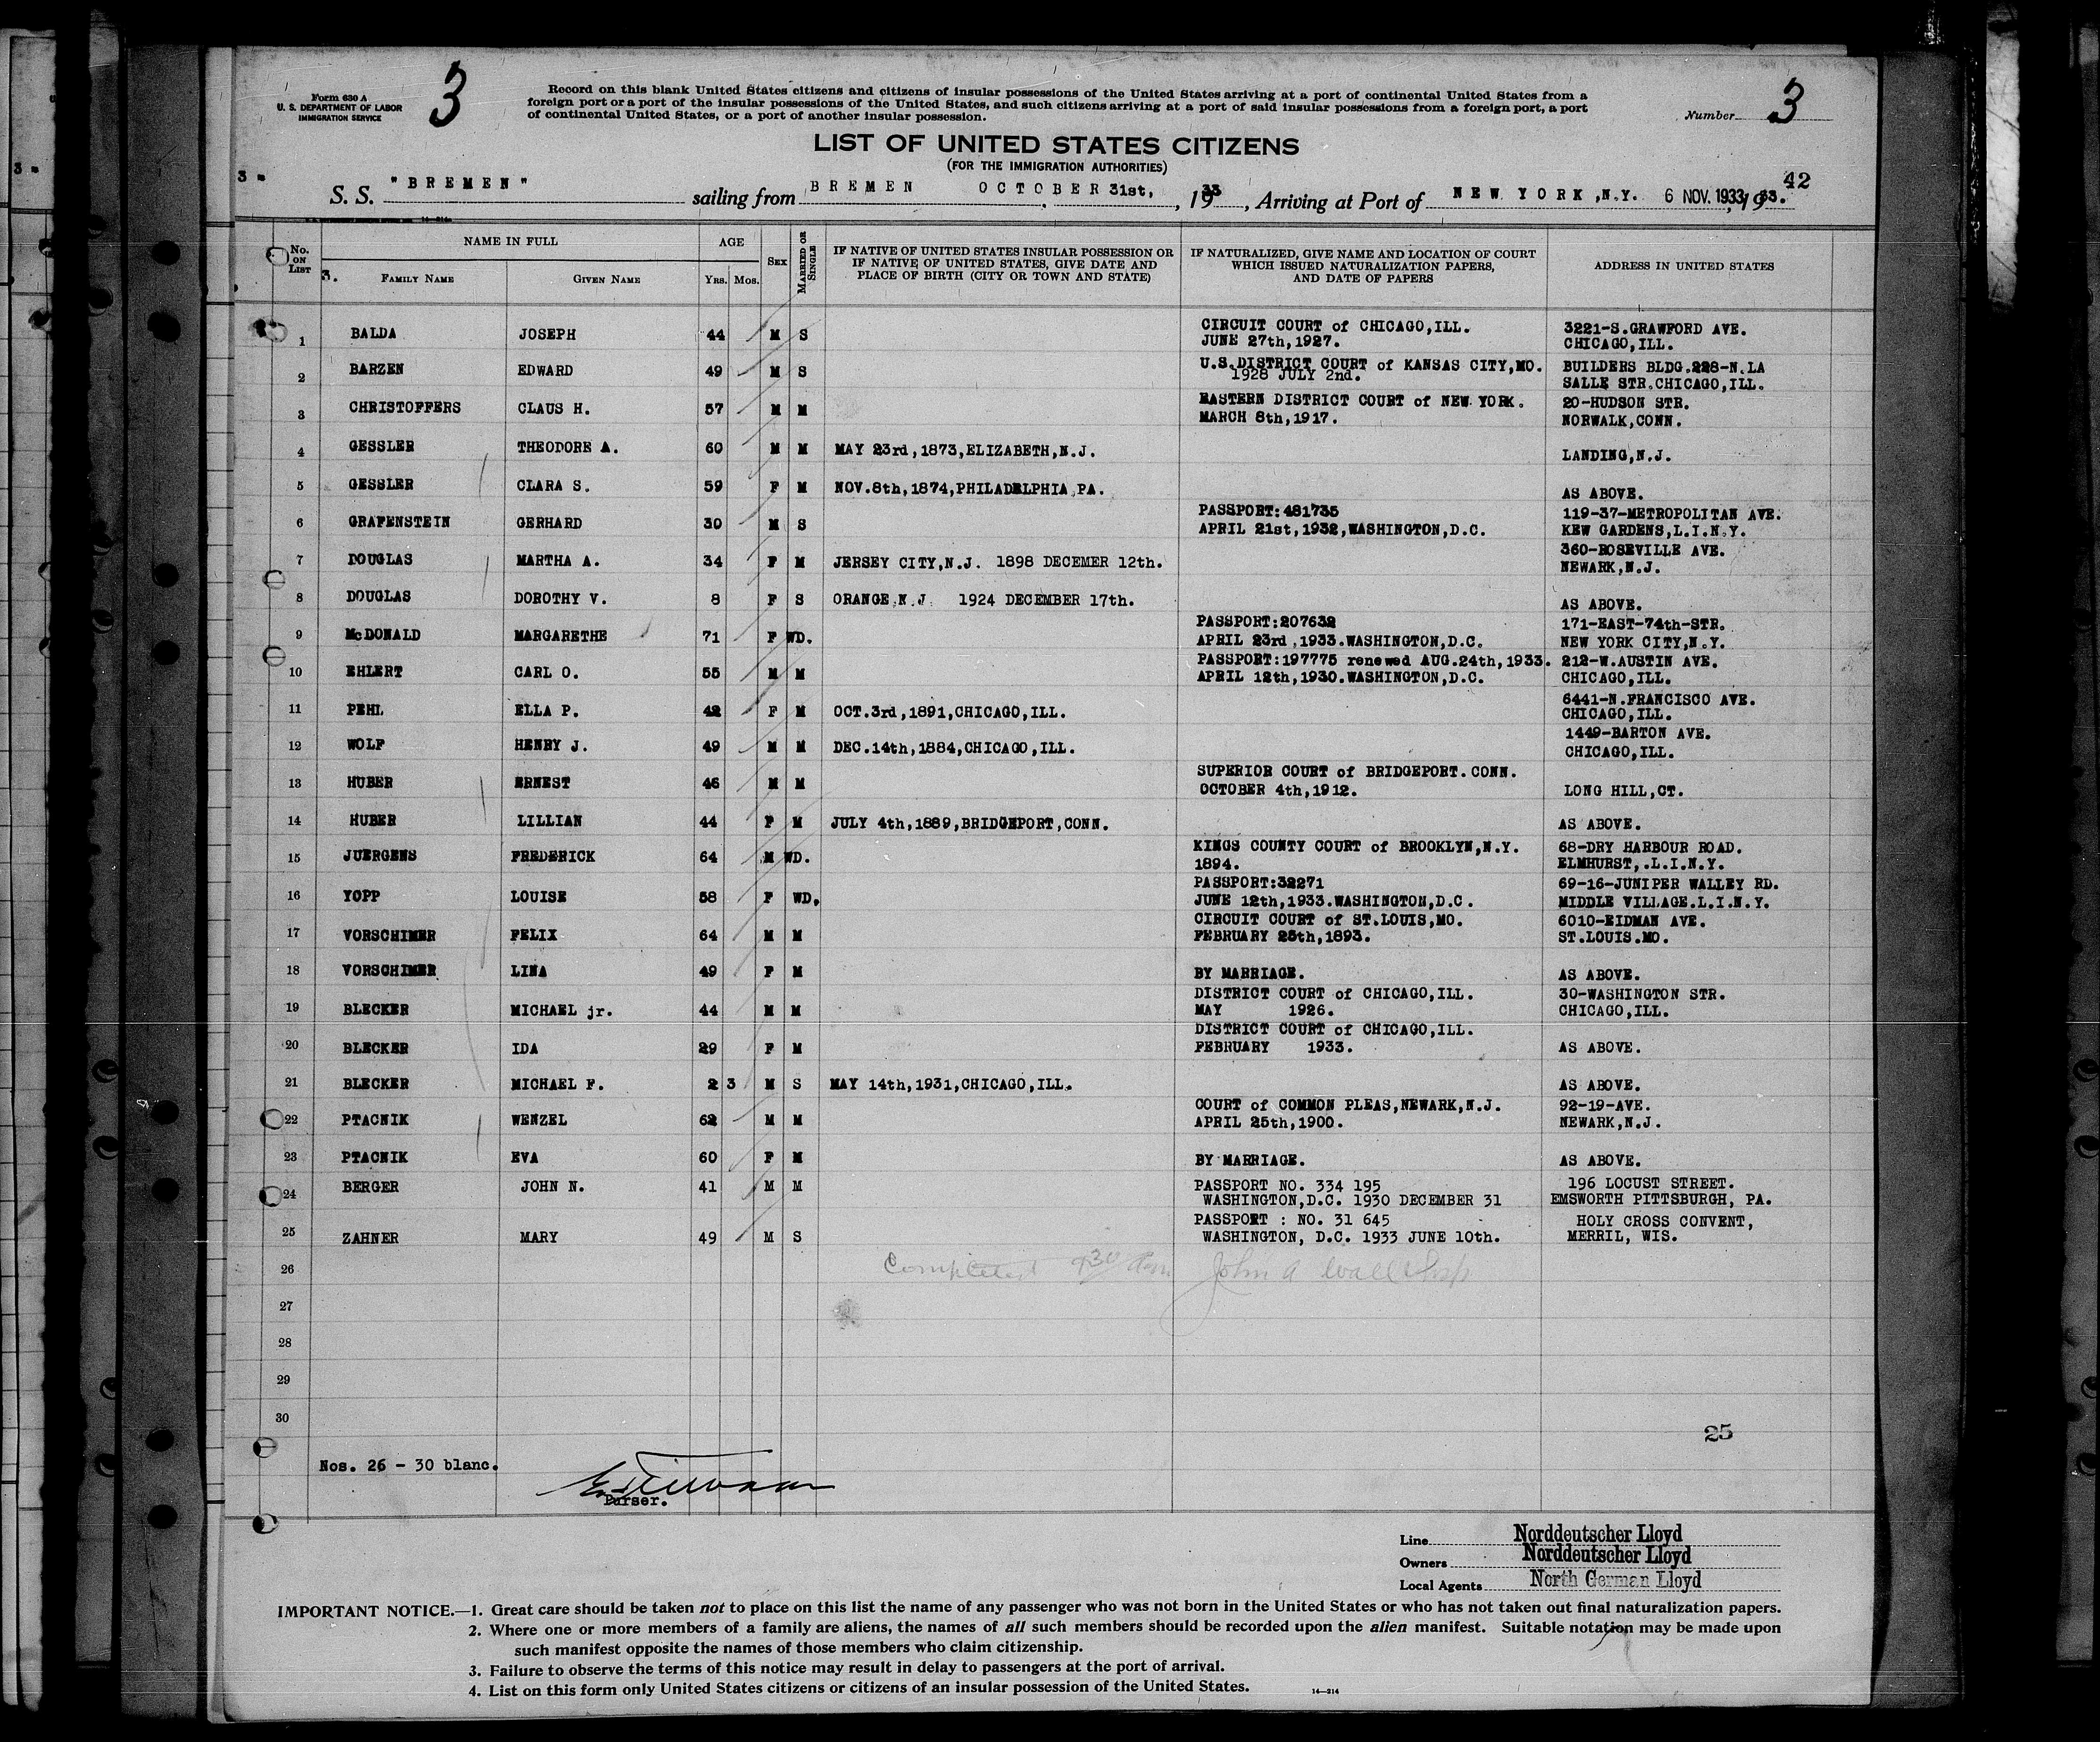 Form 630 A
U. S. DEPARTMENT OF LABOR
IMMIGRATION SERVICE
3
Record on this blank United States citizens and citizens of insular possessions of the United States arriving at a port of continental United States from a
foreign port or a port of the insular possessions of the United States, and such citizens arriving at a port of said insular possessions from a foreign port, a port
of continental United States, or a port of another insular possession.
Number 3
LIST OF UNITED STATES CITIZENS
(FOR THE IMMIGRATION AUTHORITIES)
3 42
S. S. "BREMEN" sailing from BREMEN OCTOBER 31st, 1933, Arriving at Port of NEW YORK, N.Y. 6 NOV. 1933, 1933.
No. ON LIST NAME IN FULL AGE SEX MARRIED OR SINGLE IF NATIVE OF UNITED STATES INSULAR POSSESSION OR IF NATIVE OF UNITED STATES, GIVE DATE AND PLACE OF BIRTH (CITY OR TOWN AND STATE) IF NATURALIZED, GIVE NAME AND LOCATION OF COURT WHICH ISSUED NATURALIZATION PAPERS, AND DATE OF PAPERS ADDRESS IN UNITED STATES
3. FAMILY NAME GIVEN NAME YRS. MOS.
1 BALDA JOSEPH 44 M S CIRCUIT COURT of CHICAGO,ILL. JUNE 27th,1927. 3221-S.GRAWFORD AVE. CHICAGO,ILL.
2 BARZEN EDWARD 49 M S U.S.DISTRICT COURT of KANSAS CITY,MO. 1928 JULY 2nd. BUILDERS BLDG.228-N.LA SALLE STR.CHICAGO,ILL.
3 CHRISTOFFERS CLAUS H. 57 M M EASTERN DISTRICT COURT of NEW YORK. MARCH 8th,1917. 20-HUDSON STR. NORWALK,CONN.
4 GESSLER THEODORE A. 60 M M MAY 23rd,1873,ELIZABETH,N.J. LANDING,N.J.
5 GESSLER CLARA S. 59 F M NOV.8th,1874,PHILADELPHIA,PA. AS ABOVE.
6 GRAFENSTEIN GERHARD 30 M S PASSPORT:481735 APRIL 21st,1932,WASHINGTON,D.C. 119-37-METROPOLITAN AVE. KEW GARDENS,L.I.N.Y.
7 DOUGLAS MARTHA A. 34 F M JERSEY CITY,N.J. 1898 DECEMER 12th. 360-ROSEVILLE AVE. NEWARK,N.J.
8 DOUGLAS DOROTHY V. 8 F S ORANGE,N.J. 1924 DECEMBER 17th. AS ABOVE.
9 McDONALD MARGARETHE 71 F WD. PASSPORT:207632 APRIL 23rd,1933.WASHINGTON,D.C. 171-EAST-74th-STR. NEW YORK CITY,N.Y.
10 EHLERT CARL O. 55 M M PASSPORT:197775 renewed AUG.24th,1933. APRIL 12th,1930.WASHINGTON,D.C. 212-W.AUSTIN AVE. CHICAGO,ILL.
11 PEHL ELLA P. 42 F M OCT.3rd,1891,CHICAGO,ILL. 6441-N.FRANCISCO AVE. CHICAGO,ILL.
12 WOLF HENRY J. 49 M M DEC.14th,1884,CHICAGO,ILL. 1449-BARTON AVE. CHICAGO,ILL.
13 HUBER ERNEST 46 M M SUPERIOR COURT of BRIDGEPORT.CONN. OCTOBER 4th,1912. LONG HILL,CT.
14 HUBER LILLIAN 44 F M JULY 4th,1889,BRIDGEPORT,CONN. AS ABOVE.
15 JUERGENS FREDERICK 64 M WD. KINGS COUNTY COURT of BROOKLYN,N.Y. 1894. 68-DRY HARBOUR ROAD. ELMHURST,.L.I.N.Y.
16 YOPP LOUISE 58 F WD. PASSPORT:32271 JUNE 12th,1933.WASHINGTON,D.C. 69-16-JUNIPER WALLEY RD. MIDDLE VILLAGE.L.I.N.Y.
17 VORSCHIMER FELIX 64 M M CIRCUIT COURT of ST.LOUIS,MO. FEBRUARY 25th,1893. 6010-EIDMAN AVE. ST.LOUIS.MO.
18 VORSCHIMER LINA 49 F M BY MARRIAGE. AS ABOVE.
19 BLECKER MICHAEL jr. 44 M M DISTRICT COURT of CHICAGO,ILL. MAY 1926. 30-WASHINGTON STR. CHICAGO,ILL.
20 BLECKER IDA 29 F M DISTRICT COURT of CHICAGO,ILL. FEBRUARY 1933. AS ABOVE.
21 BLECKER MICHAEL F. 2 3 M S MAY 14th,1931,CHICAGO,ILL. AS ABOVE.
22 PTACNIK WENZEL 62 M M COURT of COMMON PLEAS,NEWARK,N.J. APRIL 25th,1900. 92-19-AVE. NEWARK,N.J.
23 PTACNIK EVA 60 F M BY MARRIAGE. AS ABOVE.
24 BERGER JOHN N. 41 M M PASSPORT NO. 334 195 WASHINGTON,D.C. 1930 DECEMBER 31 196 LOCUST STREET. EMSWORTH PITTSBURGH, PA.
25 ZAHNER MARY 49 M S PASSPORT : NO. 31 645 WASHINGTON, D.C. 1933 JUNE 10th. HOLY CROSS CONVENT, MERRIL, WIS.
26 Completed John A
27
28
29
30
25
Nos. 26 - 30 blanc.
Purser.
Line Norddeutscher Lloyd
Owners Norddeutscher Lloyd
Local Agents North German Lloyd
IMPORTANT NOTICE.—1. Great care should be taken not to place on this list the name of any passenger who was not born in the United States or who has not taken out final naturalization papers.
2. Where one or more members of a family are aliens, the names of all such members should be recorded upon the alien manifest. Suitable notation may be made upon
such manifest opposite the names of those members who claim citizenship.
3. Failure to observe the terms of this notice may result in delay to passengers at the port of arrival.
4. List on this form only United States citizens or citizens of an insular possession of the United States.
14—214